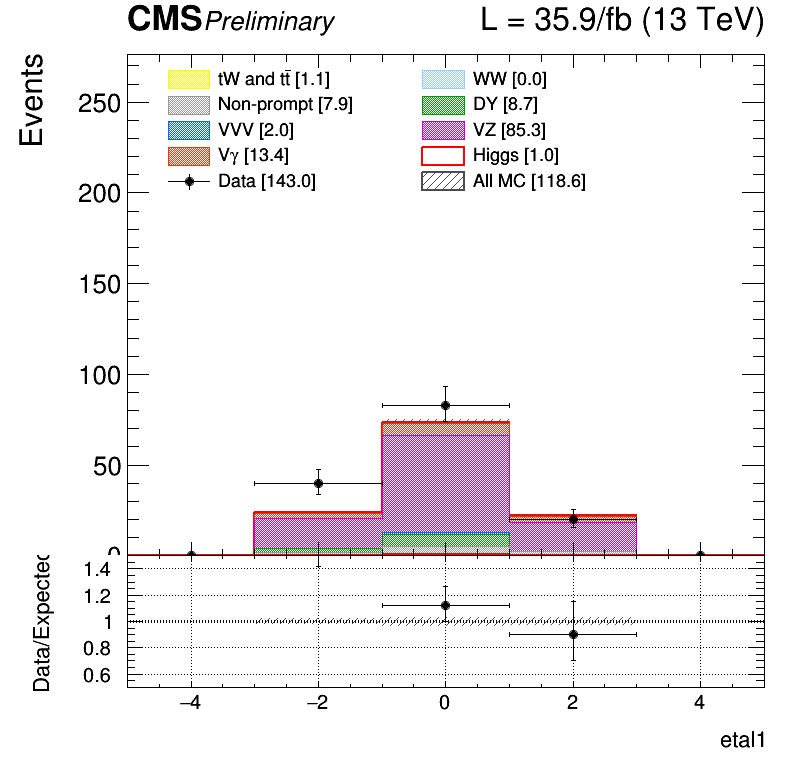 CMS Preliminary L = 35.9/fb (13 TeV)
Events
tW and tt̄ [1.1]
Non-prompt [7.9]
VVV [2.0]
Vγ [13.4]
Data [143.0]
WW [0.0]
DY [8.7]
VZ [85.3]
Higgs [1.0]
All MC [118.6]
250
200
150
100
50
0
Data/Expected
1.4
1.2
1
0.8
0.6
−4 −2 0 2 4
etal1